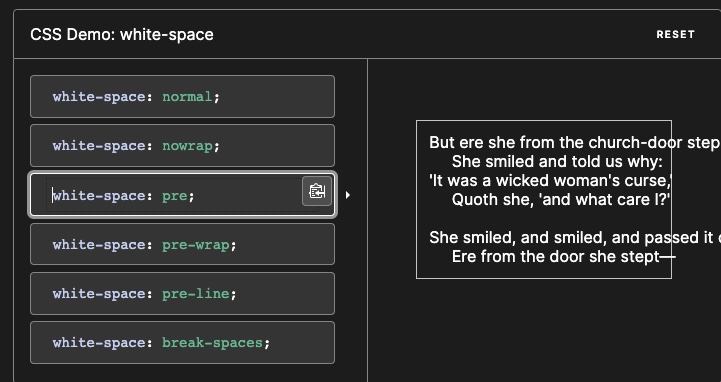 CSS Demo: white-space
RESET
white-space: normal;
white-space: nowrap;
white-space: pre;
white-space: pre-wrap;
white-space: pre-line;
white-space: break-spaces;
But ere she from the church-door step
She smiled and told us why:
'It was a wicked woman's curse,'
Quoth she, 'and what care I?'
She smiled, and smiled, and passed it
Ere from the door she stept—